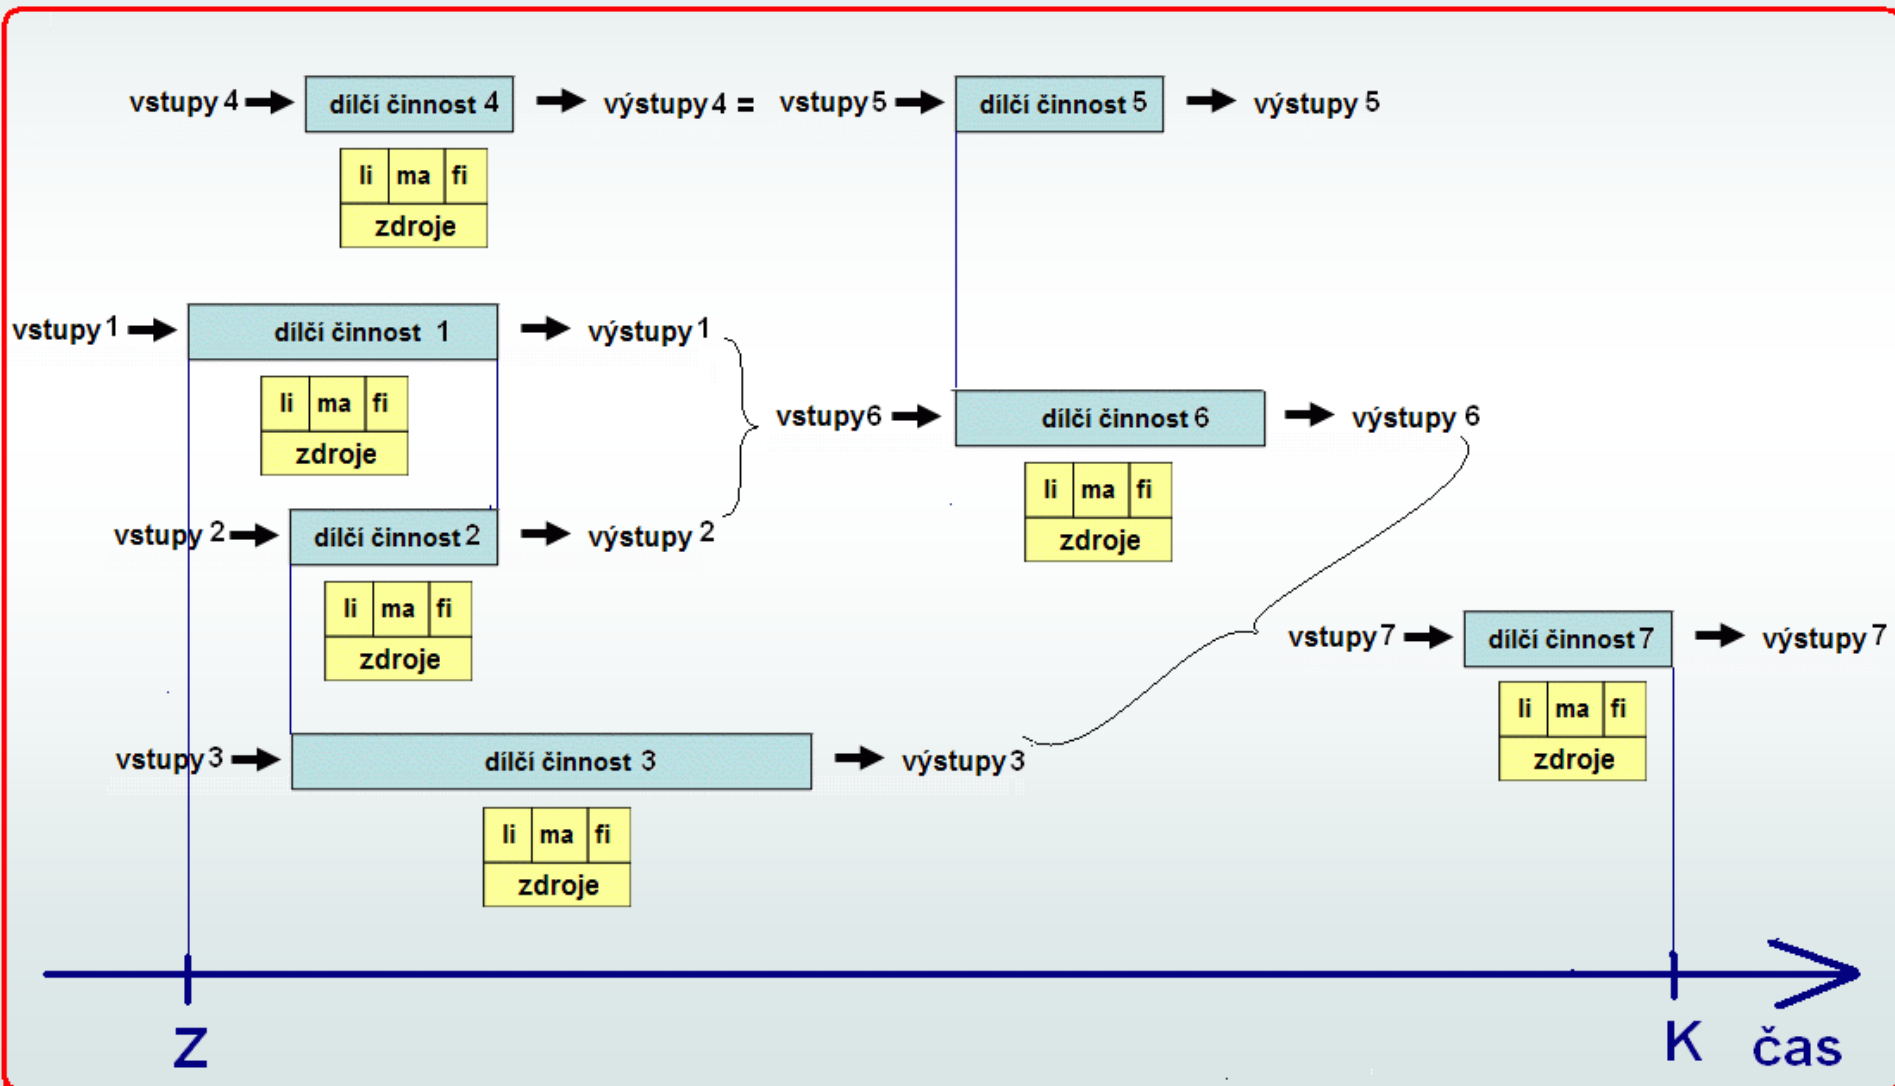 vstupy 4 dílčí činnost 4 výstupy 4 = vstupy 5 dílčí činnost 5 výstupy 5
li ma fi
zdroje
vstupy 1 dílčí činnost 1 výstupy 1
li ma fi
zdroje
vstupy 6 dílčí činnost 6 výstupy 6
li ma fi
zdroje
vstupy 2 dílčí činnost 2 výstupy 2
li ma fi
zdroje
vstupy 7 dílčí činnost 7 výstupy 7
li ma fi
zdroje
vstupy 3 dílčí činnost 3 výstupy 3
li ma fi
zdroje
Z K čas